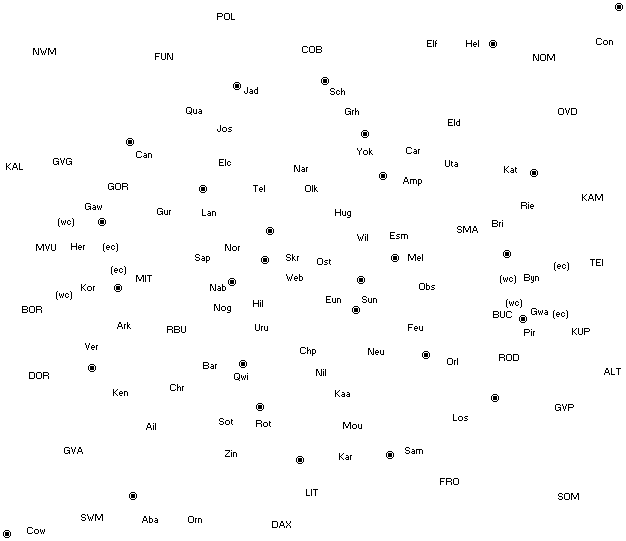 POL
Con
Elf
Hel
NWM
COB
FUN
NOM
Jad
Sch
Qua
Grh
OVD
Eld
Jos
Can
Yok
Car
GVG
Elc
Uta
KAL
Nar
Kat
Amp
GOR
Tel
Olk
KAM
Gaw
Rie
Gur
Lan
Hug
(wc)
Bri
SMA
Wil
Esm
MVU
Her
(ec)
Nor
Sap
Skr
Ost
Mel
TEI
(ec)
(ec)
MIT
Web
(wc)
Byn
Kor
Nab
Obs
(wc)
Eun
Sun
(wc)
Hil
BOR
Nog
BUC
Gwa
(ec)
Ark
RBU
Uru
Feu
Pir
KUP
Ver
Chp
Neu
ROD
Orl
Bar
Nil
ALT
DOR
Qwi
Chr
Ken
Kaa
GVP
Los
Sot
Rot
Ail
Mou
GVA
Zin
Kar
Sam
FRO
LIT
SOM
SWM
Aba
Orn
DAX
Cow